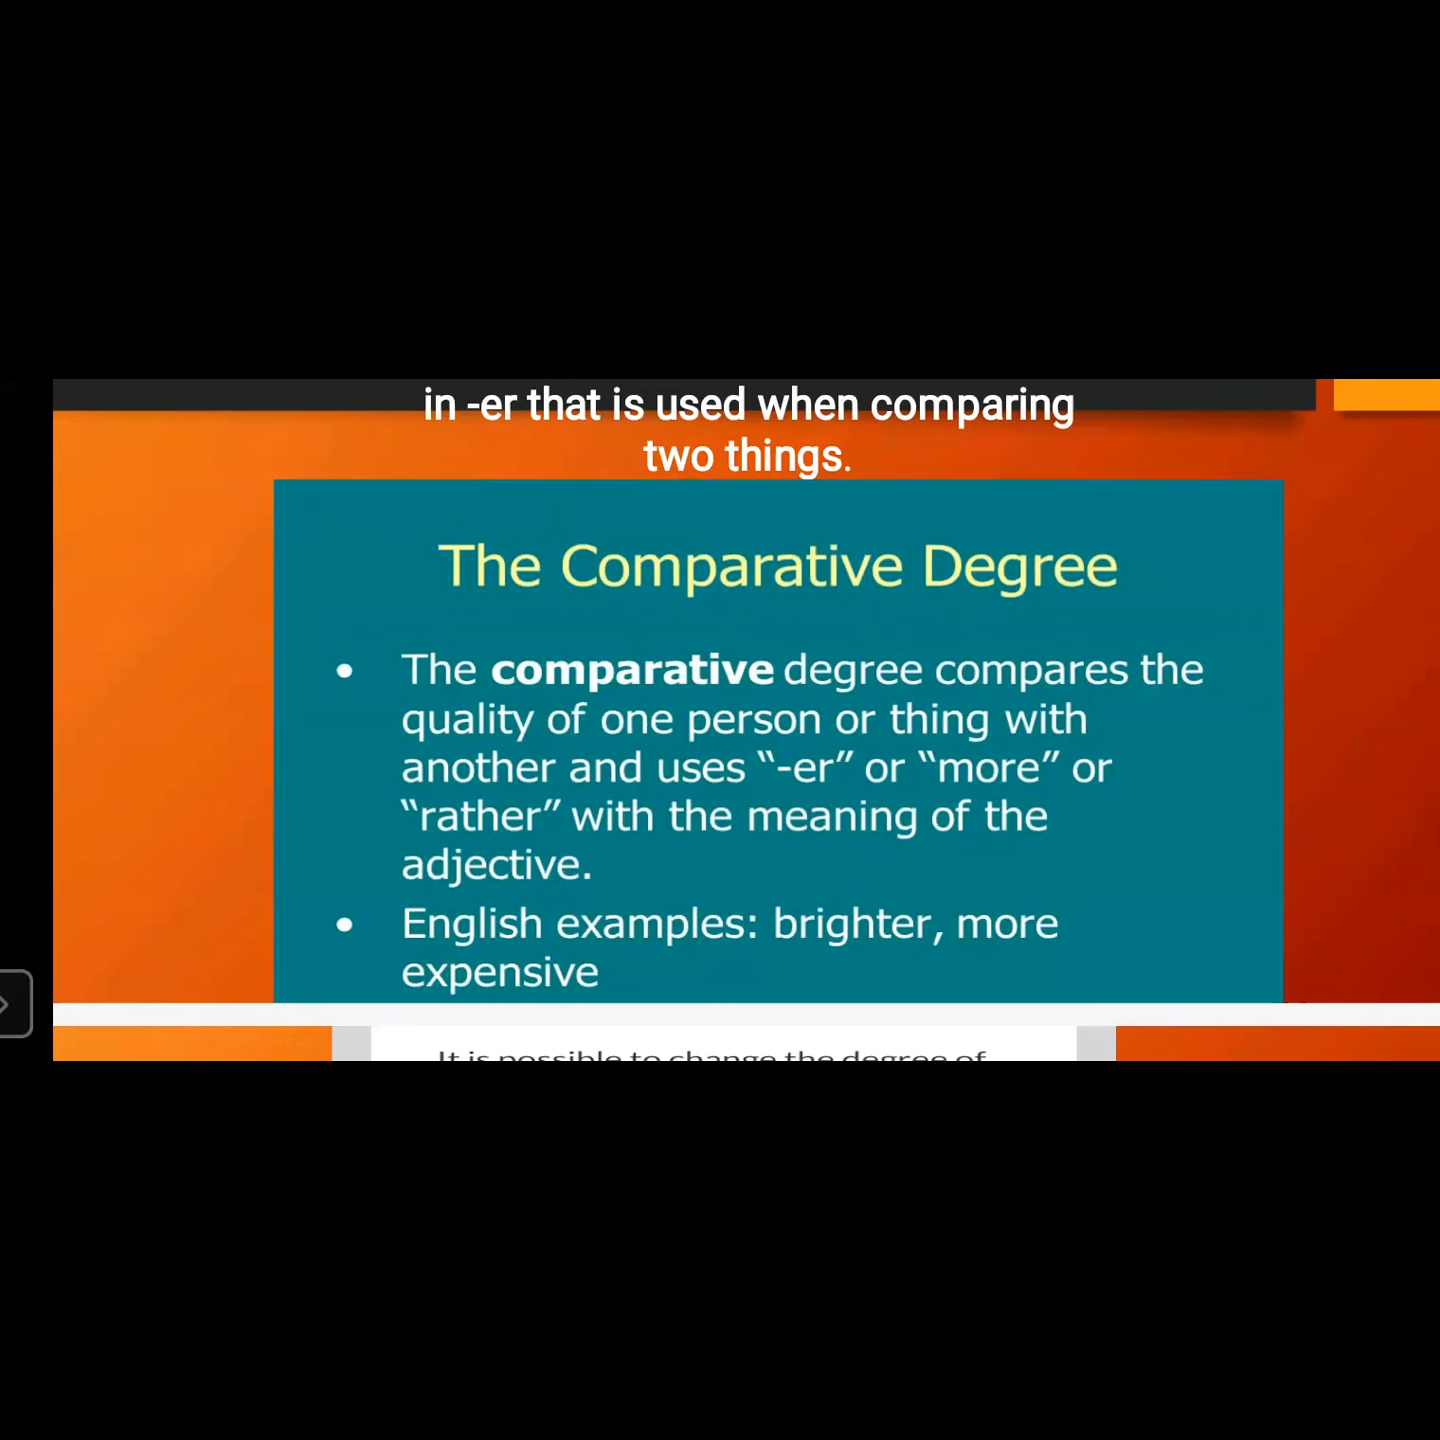 in -er that is used when comparing
two things.
The Comparative Degree
• The comparative degree compares the
quality of one person or thing with
another and uses “-er” or “more” or
“rather” with the meaning of the
adjective.
• English examples: brighter, more
expensive
It is possible to change the degree of